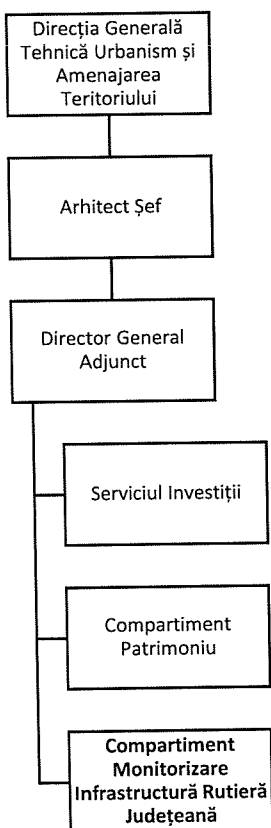 Direcția Generală
Tehnică Urbanism și
Amenajarea
Teritoriului
Arhitect Șef
Director General
Adjunct
Serviciul Investiții
Compartiment
Patrimoniu
Compartiment
Monitorizare
Infrastructură Rutieră
Județeană